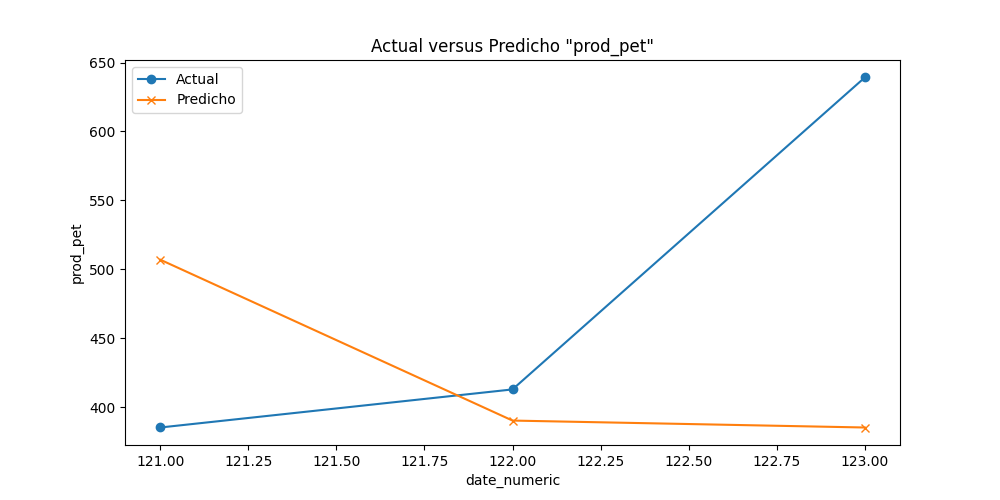 Actual versus Predicho "prod_pet"
Actual
Predicho
650
600
550
500
450
400
prod_pet
121.00 121.25 121.50 121.75 122.00 122.25 122.50 122.75 123.00
date_numeric